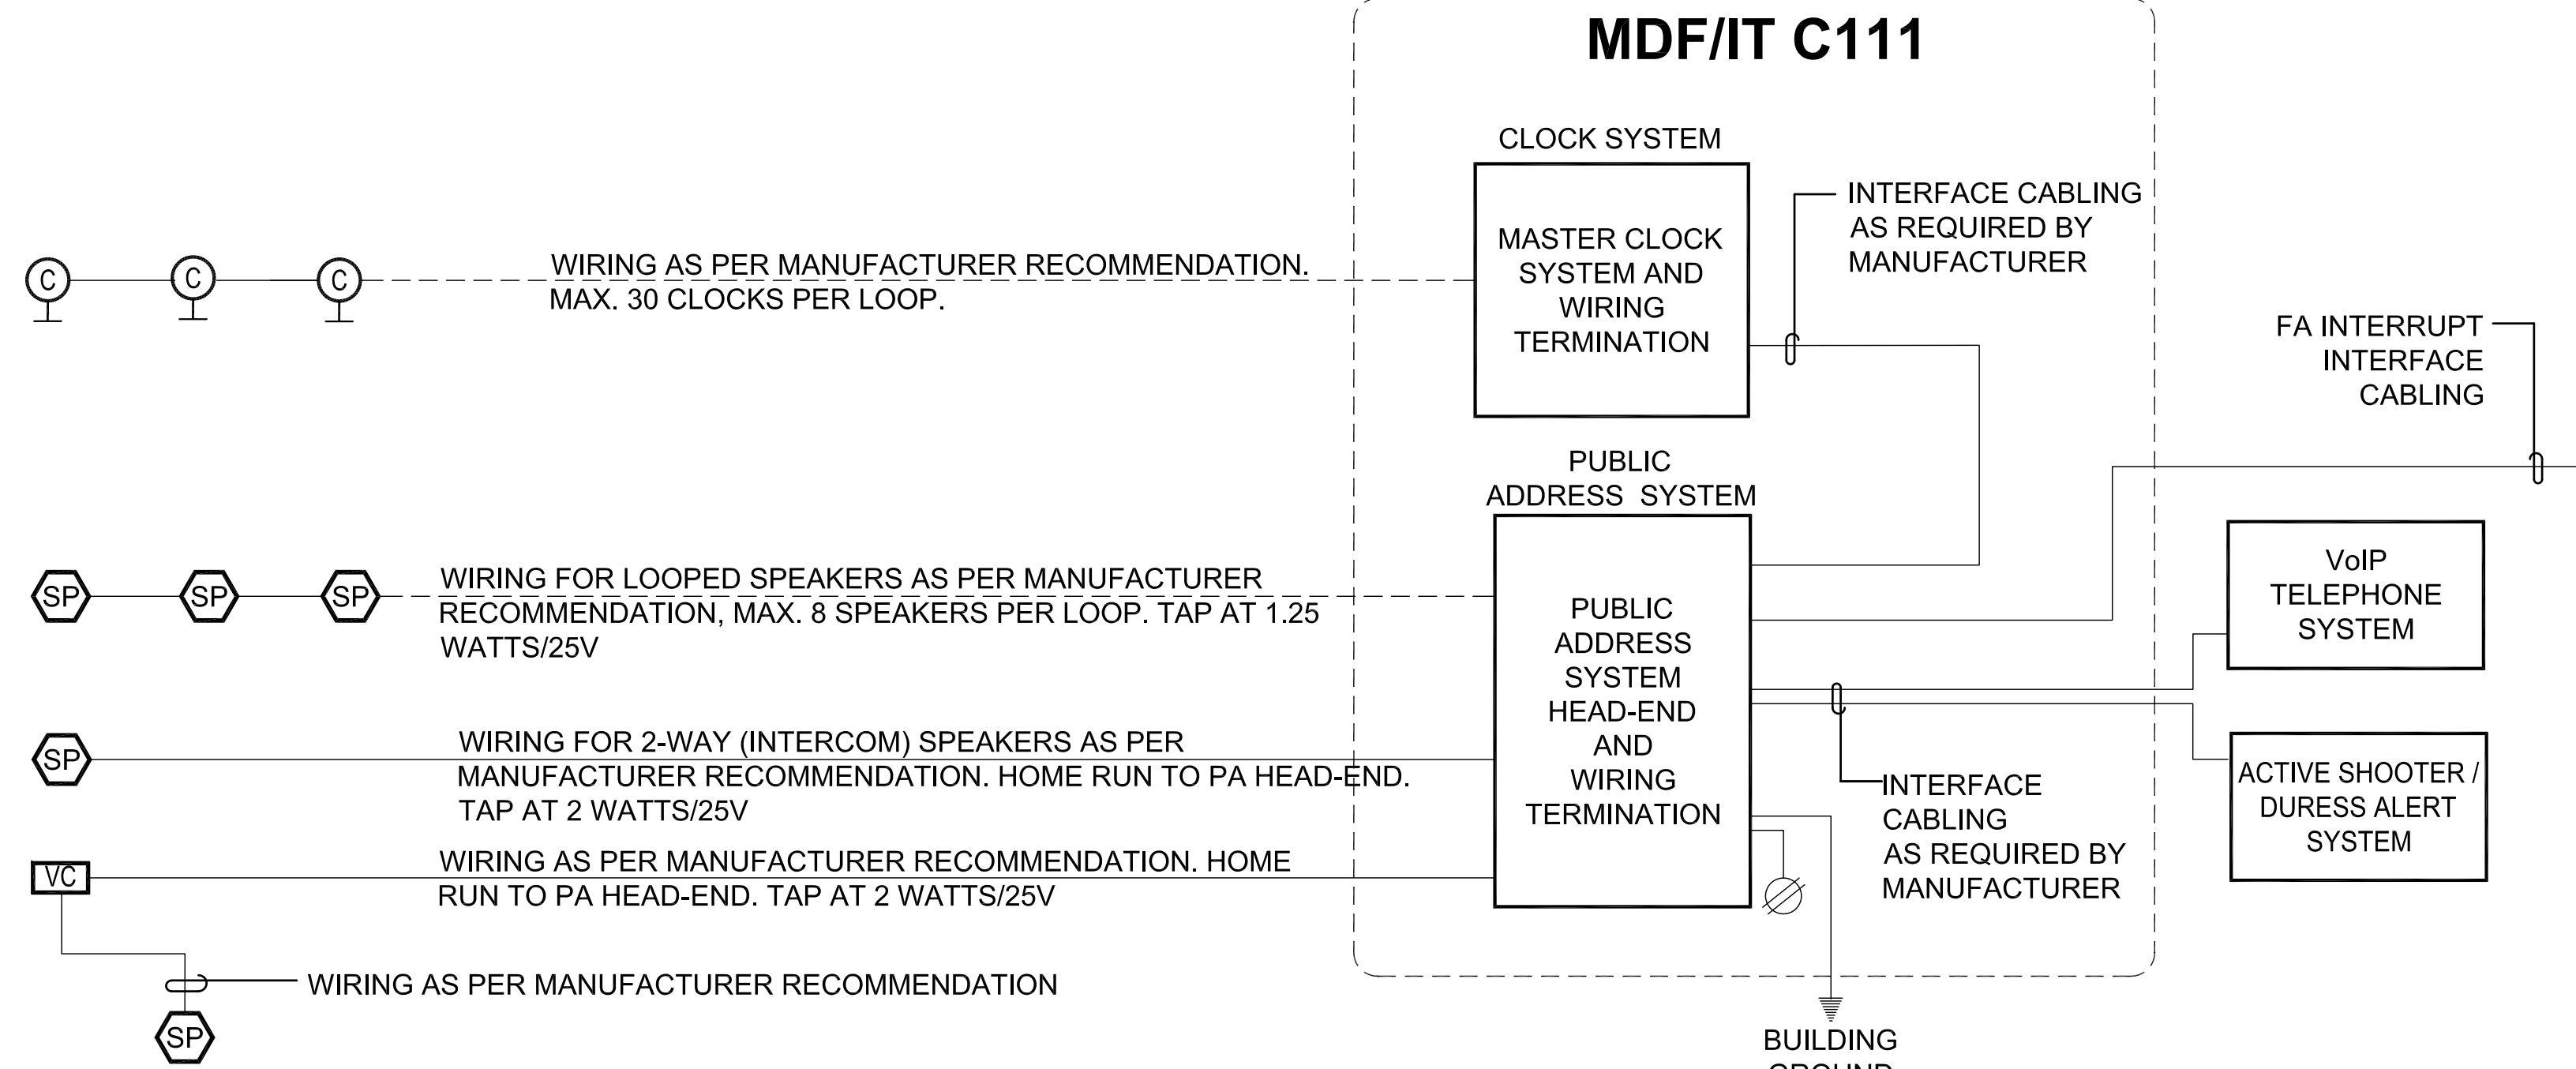 MDF/IT C111
CLOCK SYSTEM
MASTER CLOCK
SYSTEM AND
WIRING
TERMINATION
INTERFACE CABLING
AS REQUIRED BY
MANUFACTURER
C
C
C
WIRING AS PER MANUFACTURER RECOMMENDATION.
MAX. 30 CLOCKS PER LOOP.
FA INTERRUPT
INTERFACE
CABLING
PUBLIC
ADDRESS SYSTEM
PUBLIC
ADDRESS
SYSTEM
HEAD-END
AND
WIRING
TERMINATION
SP
SP
SP
WIRING FOR LOOPED SPEAKERS AS PER MANUFACTURER
RECOMMENDATION, MAX. 8 SPEAKERS PER LOOP. TAP AT 1.25
WATTS/25V
VoIP
TELEPHONE
SYSTEM
SP
WIRING FOR 2-WAY (INTERCOM) SPEAKERS AS PER
MANUFACTURER RECOMMENDATION. HOME RUN TO PA HEAD-END.
TAP AT 2 WATTS/25V
ACTIVE SHOOTER /
DURESS ALERT
SYSTEM
INTERFACE
CABLING
AS REQUIRED BY
MANUFACTURER
VC
WIRING AS PER MANUFACTURER RECOMMENDATION. HOME
RUN TO PA HEAD-END. TAP AT 2 WATTS/25V
WIRING AS PER MANUFACTURER RECOMMENDATION
SP
BUILDING
GROUND